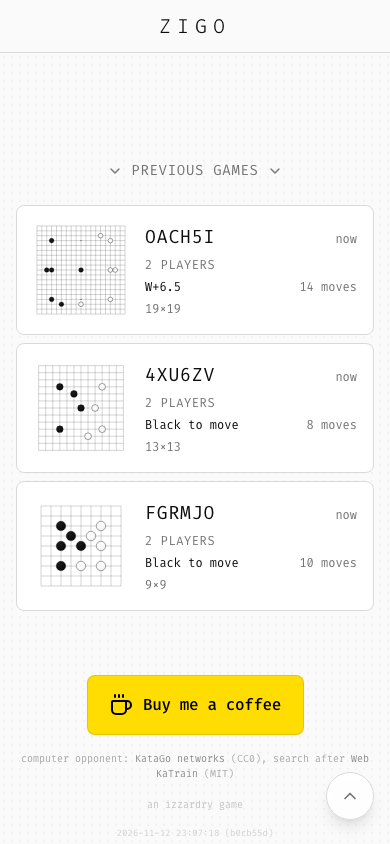 ZIGO
PREVIOUS GAMES
OACH5I
now
2 PLAYERS
W+6.5
14 moves
19×19
4XU6ZV
now
2 PLAYERS
Black to move
8 moves
13×13
FGRMJO
now
2 PLAYERS
Black to move
10 moves
9×9
Buy me a coffee
computer opponent: KataGo networks (CC0), search after Web
KaTrain (MIT)
an izzardry game
2026-11-12 23:07:18 (b0cb55d)